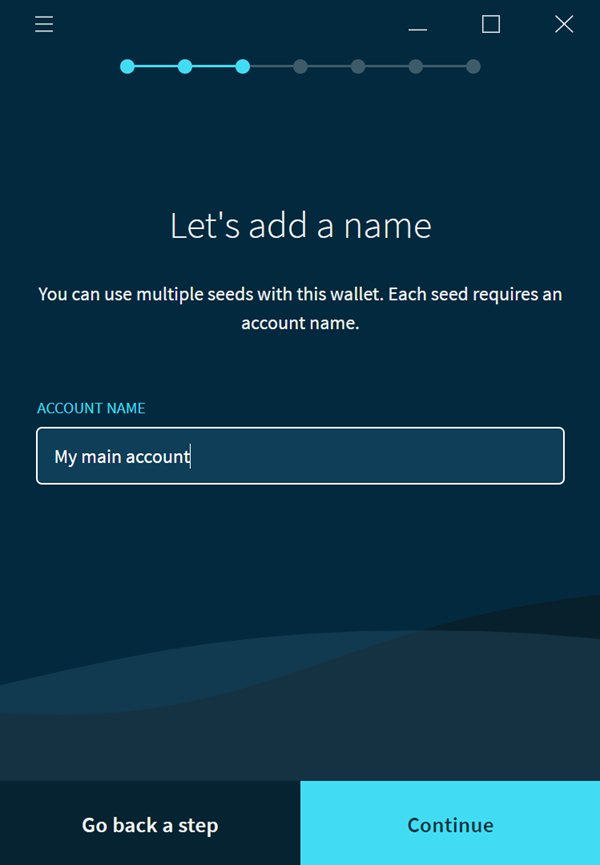 Let's add a name
You can use multiple seeds with this wallet. Each seed requires an
account name.
ACCOUNT NAME
My main account
Go back a step
Continue